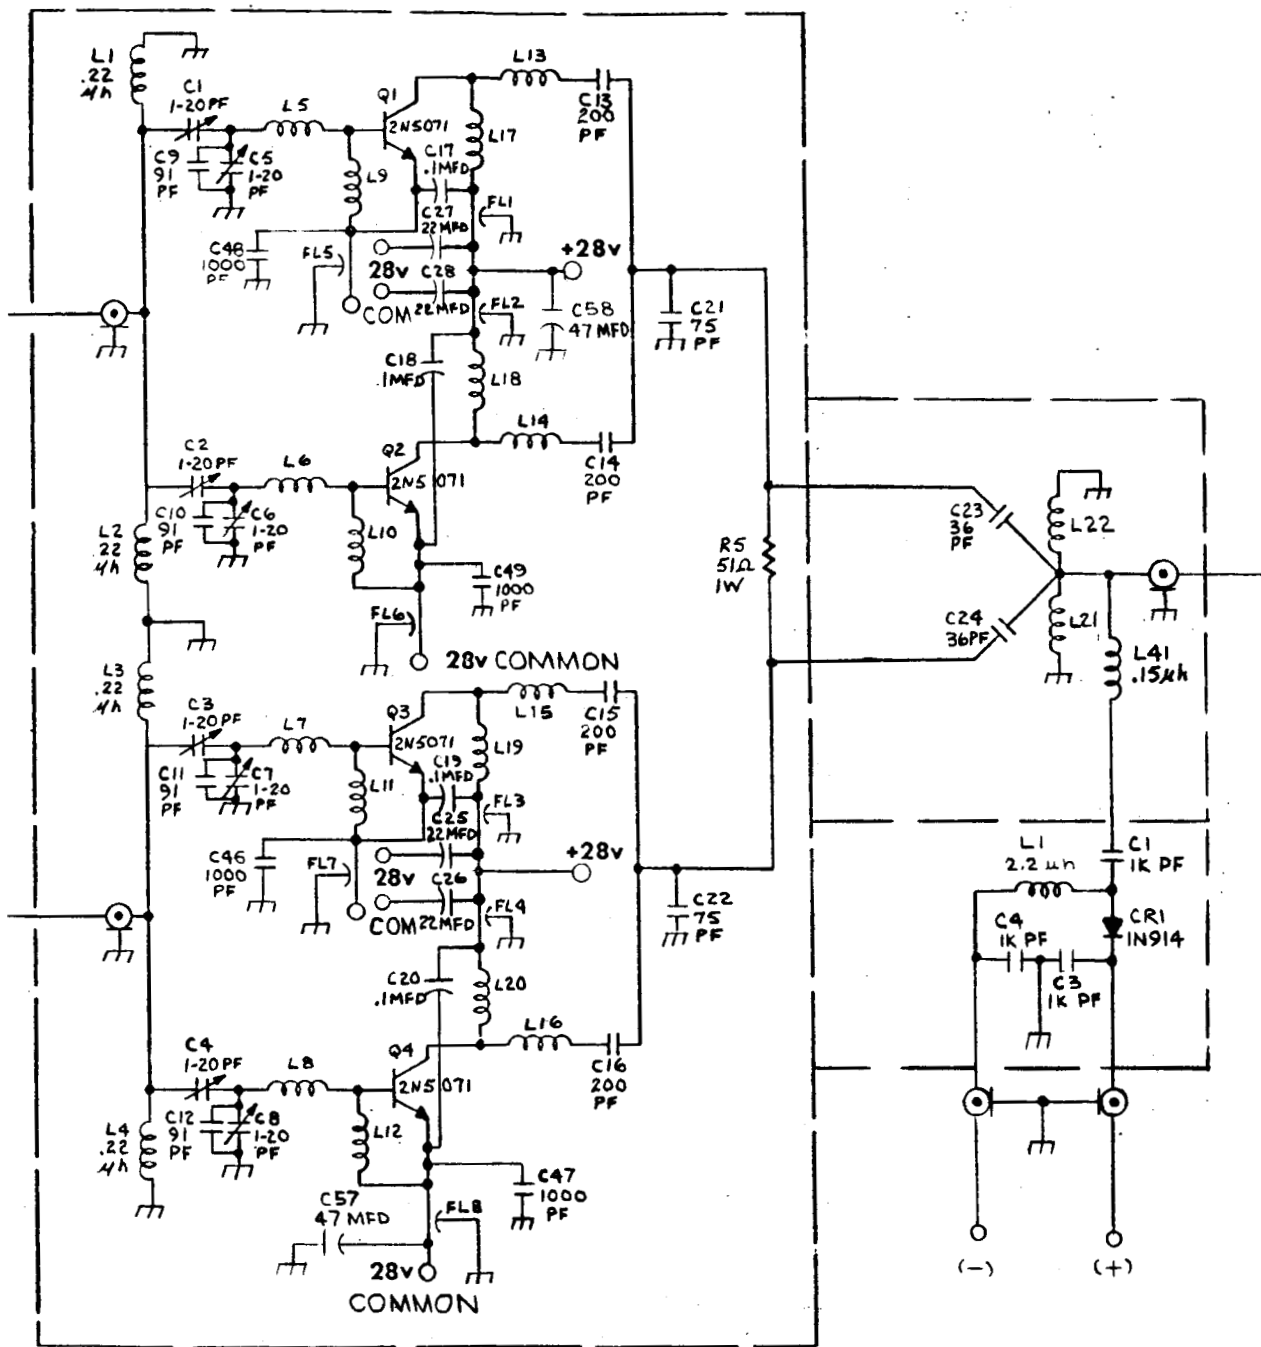 L1
.22
μh
C1
1-20PF
L5
C9
91
PF
C5
1-20
PF
Q1
2N5071
L9
C17
.1MFD
L17
L13
C13
200
PF
C48
1000
PF
FL5
C27
22MFD
28v
C28
22MFD
COM
FL1
+28v
FL2
C58
47MFD
C21
75
PF
C18
.1MFD
L18
L14
C14
200
PF
C2
1-20PF
L6
Q2
2N5071
C10
91
PF
C6
1-20
PF
L10
L2
.22
μh
C49
1000
PF
FL6
28v COMMON
R5
51Ω
1W
C23
36
PF
L22
C24
36PF
L21
L41
.15μh
L3
.22
μh
C3
1-20PF
L7
Q3
2N5071
C11
91
PF
C7
1-20
PF
L11
C19
.1MFD
L19
L15
C15
200
PF
C46
1000
PF
FL7
C25
22MFD
28v
C26
22MFD
COM
FL3
+28v
FL4
C22
75
PF
C20
.1MFD
L20
L16
C16
200
PF
C4
1-20PF
L8
Q4
2N5071
L4
.22
μh
C12
91
PF
C8
1-20
PF
L12
C47
1000
PF
C57
47MFD
FL8
28v
COMMON
L1
2.2μh
C1
1K PF
C4
1K PF
CR1
1N914
C3
1K PF
(-)
(+)